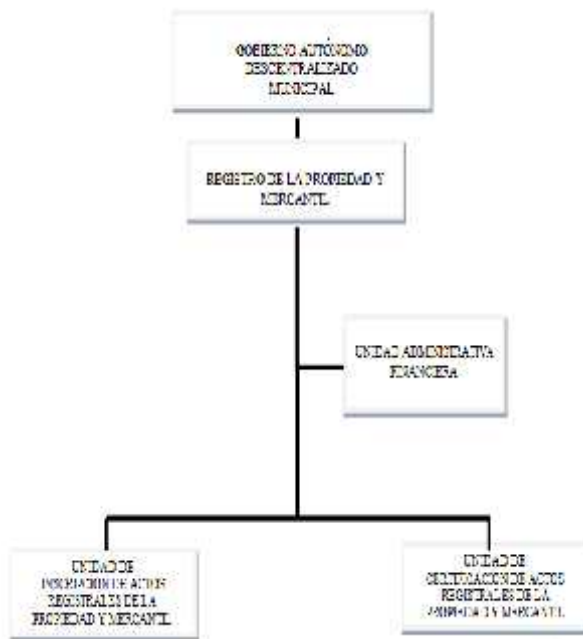 GOBIERNO AUTÓNOMO
DESCENTRALIZADO
MUNICIPAL
REGISTRO DE LA PROPIEDAD Y
MERCANTIL
UNIDAD ADMINISTRATIVA
FINANCIERA
UNIDAD DE
INSCRIPCIÓN DE ACTOS
REGISTRALES DE LA
PROPIEDAD Y MERCANTIL
UNIDAD DE
CERTIFICACIÓN DE ACTOS
REGISTRALES DE LA
PROPIEDAD Y MERCANTIL